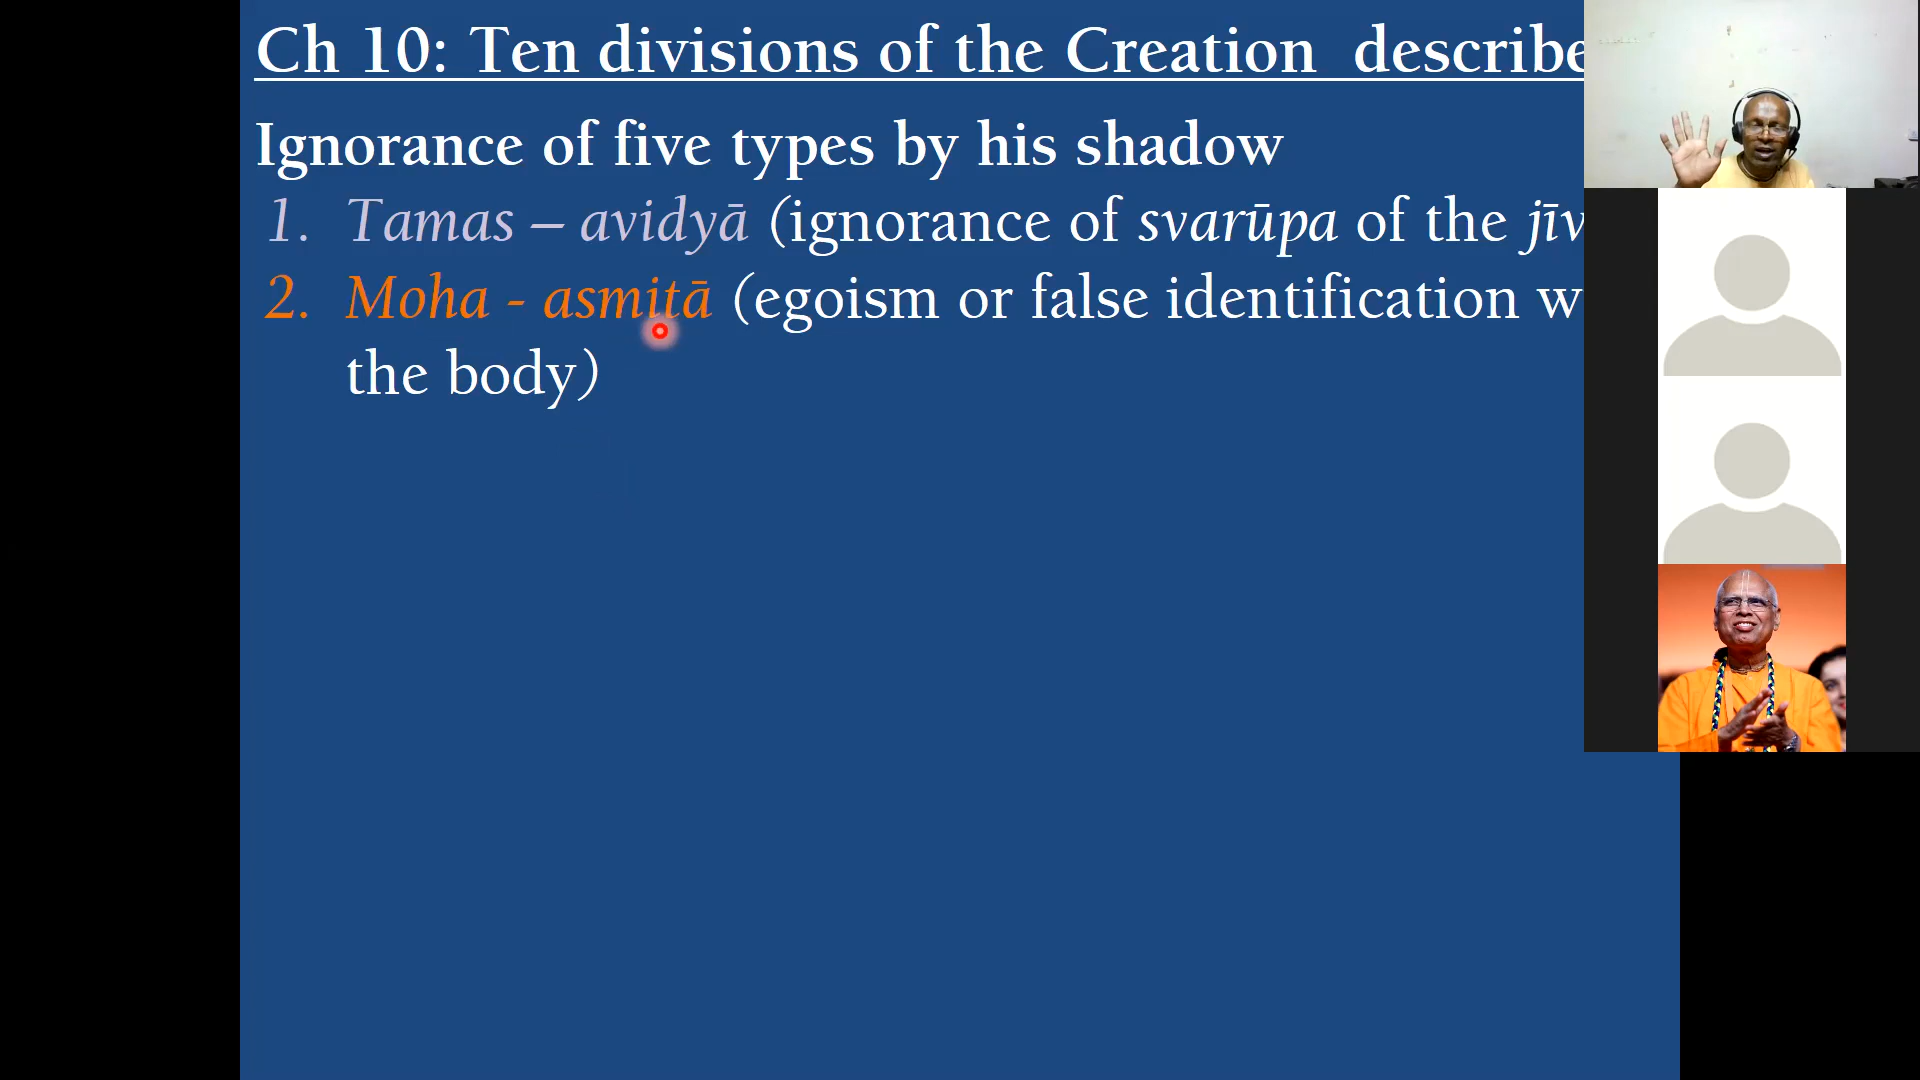 Ch 10: Ten divisions of the Creation describe
Ignorance of five types by his shadow
1. Tamas – avidyā (ignorance of svarūpa of the jīv
2. Moha - asmitā (egoism or false identification w
the body)